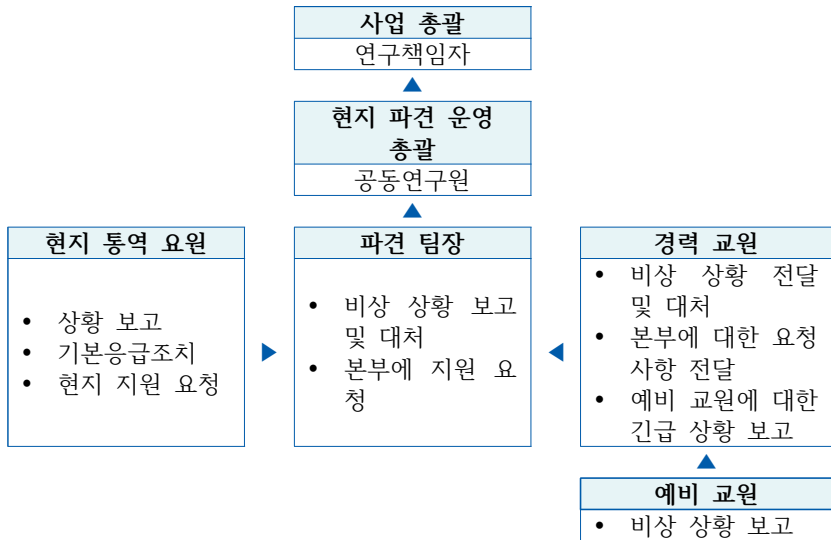 사업 총괄
연구책임자
▲
현지 파견 운영
총괄
공동연구원
▲
현지 통역 요원
• 상황 보고
• 기본응급조치
• 현지 지원 요청
▶
파견 팀장
• 비상 상황 보고
및 대처
• 본부에 지원 요
청
◀
경력 교원
• 비상 상황 전달
및 대처
• 본부에 대한 요청
사항 전달
• 예비 교원에 대한
긴급 상황 보고
▲
예비 교원
• 비상 상황 보고